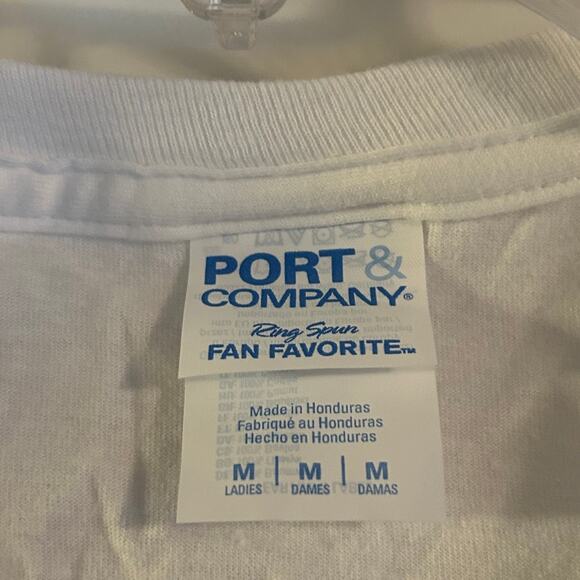 PORT &
COMPANY®
Ring Spun
FAN FAVORITE™
Made in Honduras
Fabriqué au Honduras
Hecho en Honduras
M | M | M
LADIES DAMES DAMAS